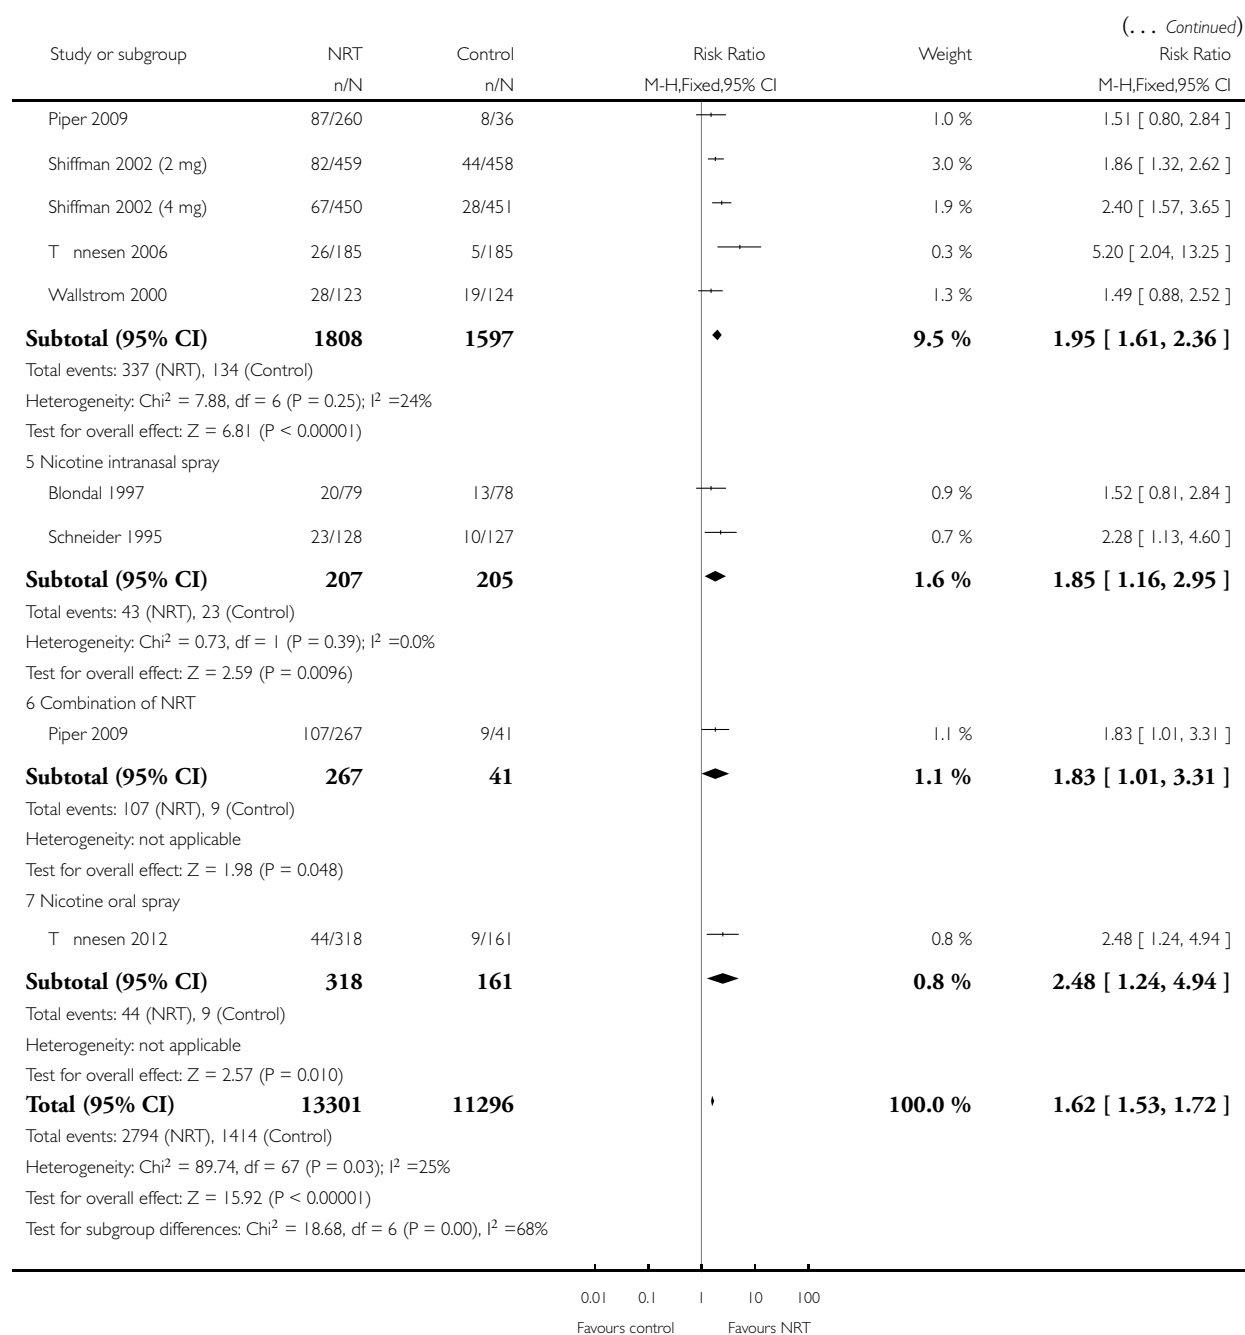 (... Continued)
Study or subgroup NRT Control Risk Ratio Weight Risk Ratio
n/N n/N M-H,Fixed,95% CI M-H,Fixed,95% CI
Piper 2009 87/260 8/36 1.0 % 1.51 [ 0.80, 2.84 ]
Shiffman 2002 (2 mg) 82/459 44/458 3.0 % 1.86 [ 1.32, 2.62 ]
Shiffman 2002 (4 mg) 67/450 28/451 1.9 % 2.40 [ 1.57, 3.65 ]
T nnesen 2006 26/185 5/185 0.3 % 5.20 [ 2.04, 13.25 ]
Wallstrom 2000 28/123 19/124 1.3 % 1.49 [ 0.88, 2.52 ]
Subtotal (95% CI) 1808 1597 9.5 % 1.95 [ 1.61, 2.36 ]
Total events: 337 (NRT), 134 (Control)
Heterogeneity: Chi² = 7.88, df = 6 (P = 0.25); I² =24%
Test for overall effect: Z = 6.81 (P < 0.00001)
5 Nicotine intranasal spray
Blondal 1997 20/79 13/78 0.9 % 1.52 [ 0.81, 2.84 ]
Schneider 1995 23/128 10/127 0.7 % 2.28 [ 1.13, 4.60 ]
Subtotal (95% CI) 207 205 1.6 % 1.85 [ 1.16, 2.95 ]
Total events: 43 (NRT), 23 (Control)
Heterogeneity: Chi² = 0.73, df = 1 (P = 0.39); I² =0.0%
Test for overall effect: Z = 2.59 (P = 0.0096)
6 Combination of NRT
Piper 2009 107/267 9/41 1.1 % 1.83 [ 1.01, 3.31 ]
Subtotal (95% CI) 267 41 1.1 % 1.83 [ 1.01, 3.31 ]
Total events: 107 (NRT), 9 (Control)
Heterogeneity: not applicable
Test for overall effect: Z = 1.98 (P = 0.048)
7 Nicotine oral spray
T nnesen 2012 44/318 9/161 0.8 % 2.48 [ 1.24, 4.94 ]
Subtotal (95% CI) 318 161 0.8 % 2.48 [ 1.24, 4.94 ]
Total events: 44 (NRT), 9 (Control)
Heterogeneity: not applicable
Test for overall effect: Z = 2.57 (P = 0.010)
Total (95% CI) 13301 11296 100.0 % 1.62 [ 1.53, 1.72 ]
Total events: 2794 (NRT), 1414 (Control)
Heterogeneity: Chi² = 89.74, df = 67 (P = 0.03); I² =25%
Test for overall effect: Z = 15.92 (P < 0.00001)
Test for subgroup differences: Chi² = 18.68, df = 6 (P = 0.00), I² =68%
0.01 0.1 1 10 100
Favours control Favours NRT